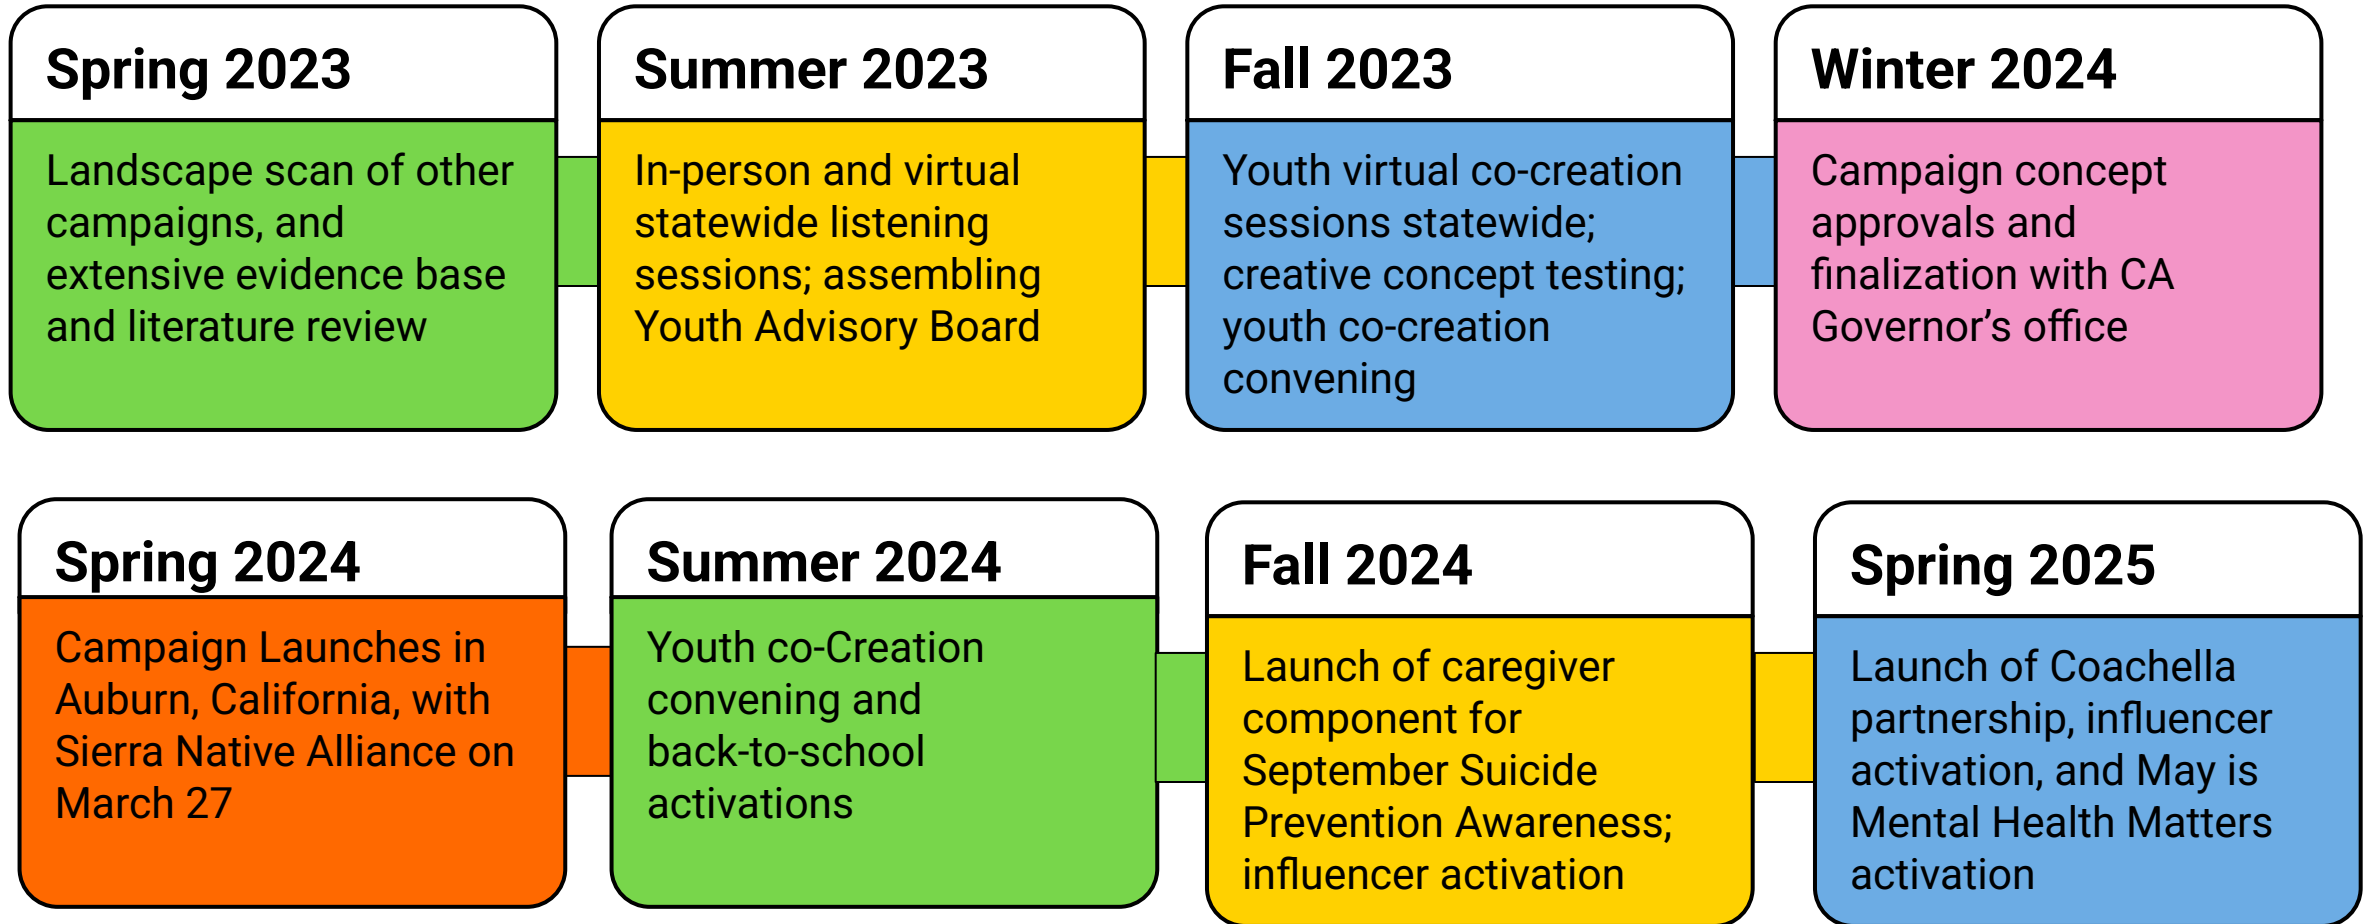 Spring 2023
Landscape scan of other
campaigns, and
extensive evidence base
and literature review
Summer 2023
In-person and virtual
statewide listening
sessions; assembling
Youth Advisory Board
Fall 2023
Youth virtual co-creation
sessions statewide;
creative concept testing;
youth co-creation
convening
Winter 2024
Campaign concept
approvals and
finalization with CA
Governor’s office
Spring 2024
Campaign Launches in
Auburn, California, with
Sierra Native Alliance on
March 27
Summer 2024
Youth co-Creation
convening and
back-to-school
activations
Fall 2024
Launch of caregiver
component for
September Suicide
Prevention Awareness;
influencer activation
Spring 2025
Launch of Coachella
partnership, influencer
activation, and May is
Mental Health Matters
activation